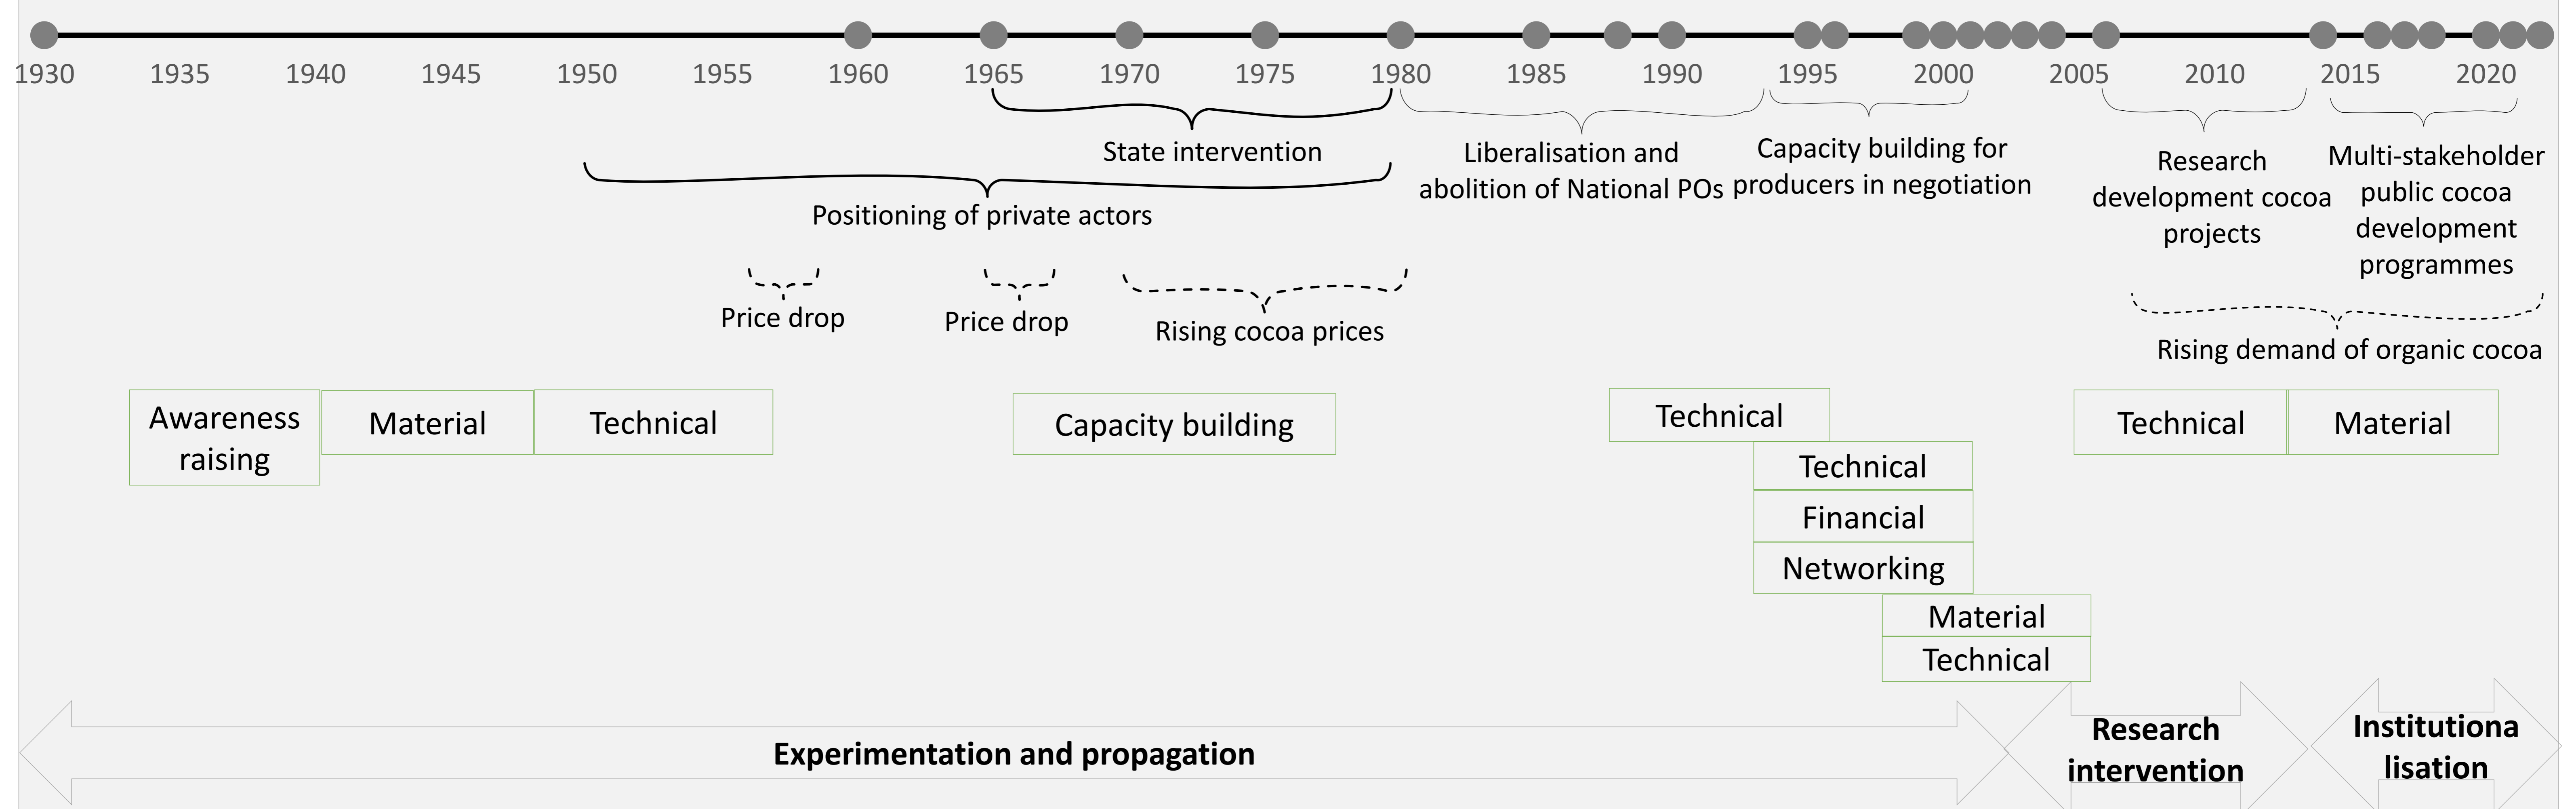 1930 1935 1940 1945 1950 1955 1960 1965 1970 1975 1980 1985 1990 1995 2000 2005 2010 2015 2020
State intervention
Positioning of private actors
Liberalisation and
abolition of National POs
Capacity building for
producers in negotiation
Research
development cocoa
projects
Multi-stakeholder
public cocoa
development
programmes
Price drop
Price drop
Rising cocoa prices
Rising demand of organic cocoa
Awareness
raising
Material
Technical
Capacity building
Technical
Technical
Financial
Networking
Material
Technical
Technical
Material
Experimentation and propagation
Research
intervention
Institutiona
lisation